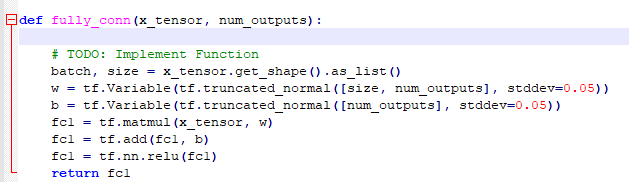 def fully_conn(x_tensor, num_outputs):
# TODO: Implement Function
batch, size = x_tensor.get_shape().as_list()
w = tf.Variable(tf.truncated_normal([size, num_outputs], stddev=0.05))
b = tf.Variable(tf.truncated_normal([num_outputs], stddev=0.05))
fc1 = tf.matmul(x_tensor, w)
fc1 = tf.add(fc1, b)
fc1 = tf.nn.relu(fc1)
return fc1